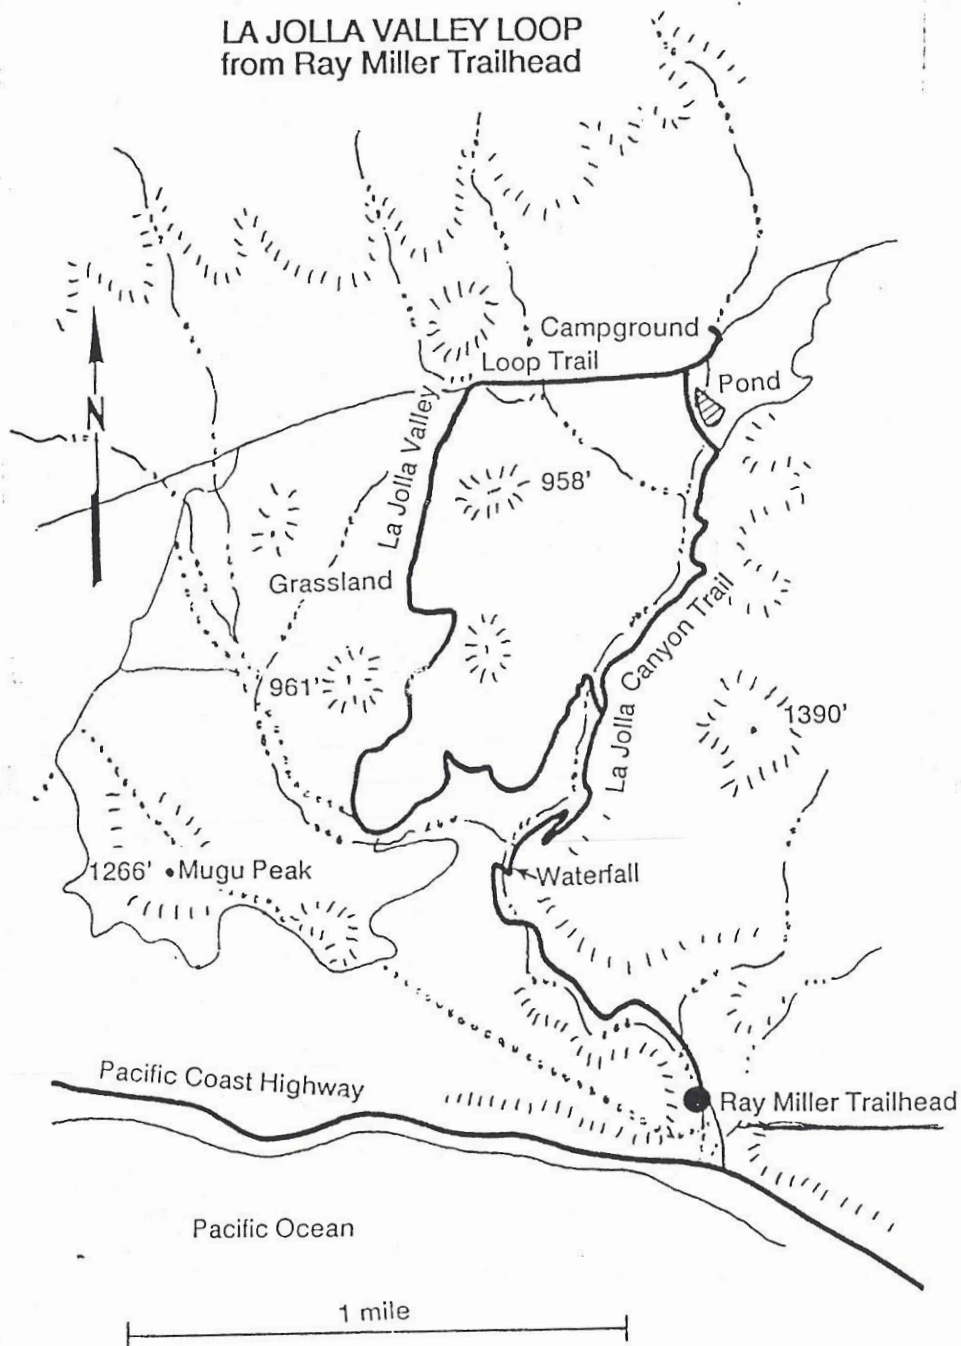 LA JOLLA VALLEY LOOP
from Ray Miller Trailhead
Campground
Loop Trail
Pond
N
La Jolla Valley
958'
Grassland
La Jolla Canyon Trail
961'
1390'
1266' Mugu Peak
Waterfall
Pacific Coast Highway
Ray Miller Trailhead
Pacific Ocean
1 mile